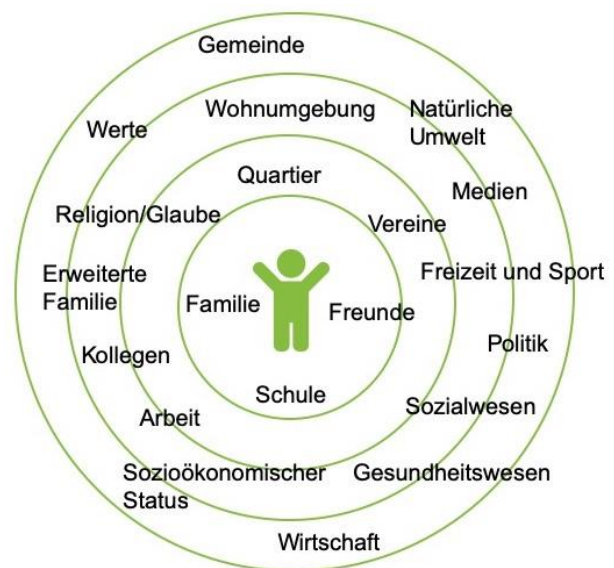 Gemeinde
Wohnumgebung
Natürliche
Umwelt
Werte
Quartier
Medien
Religion/Glaube
Vereine
Erweiterte
Familie
Freizeit und Sport
Familie
Freunde
Politik
Kollegen
Schule
Sozialwesen
Arbeit
Sozioökonomischer
Status
Gesundheitswesen
Wirtschaft